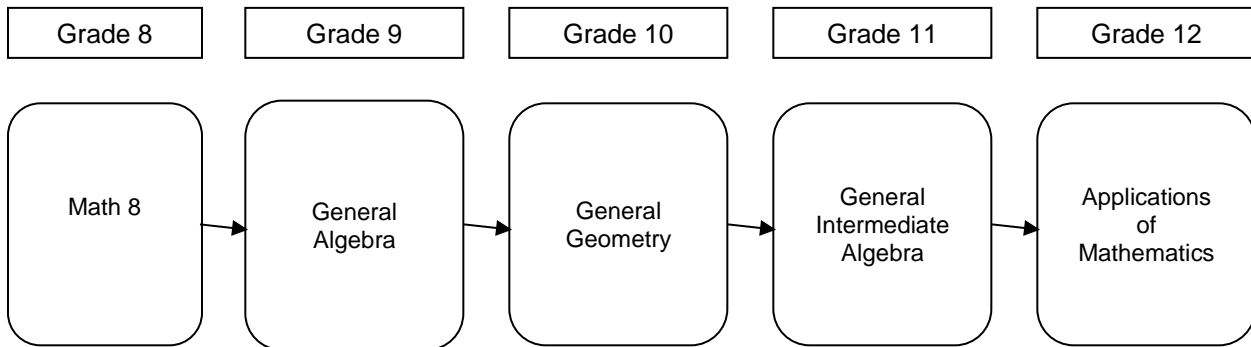 Grade 8
Grade 9
Grade 10
Grade 11
Grade 12
Math 8
General
Algebra
General
Geometry
General
Intermediate
Algebra
Applications
of
Mathematics